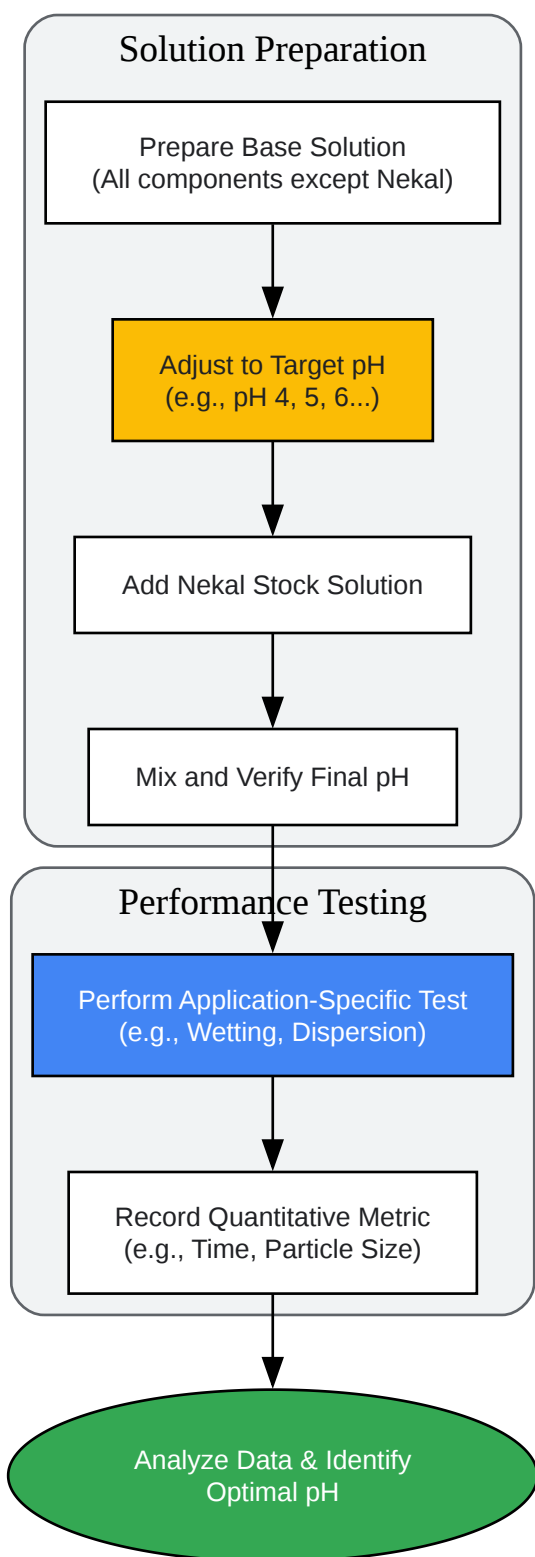 Solution Preparation
Prepare Base Solution
(All components except Nekal)
Adjust to Target pH
(e.g., pH 4, 5, 6...)
Add Nekal Stock Solution
Mix and Verify Final pH
Performance Testing
Perform Application-Specific Test
(e.g., Wetting, Dispersion)
Record Quantitative Metric
(e.g., Time, Particle Size)
Analyze Data & Identify
Optimal pH